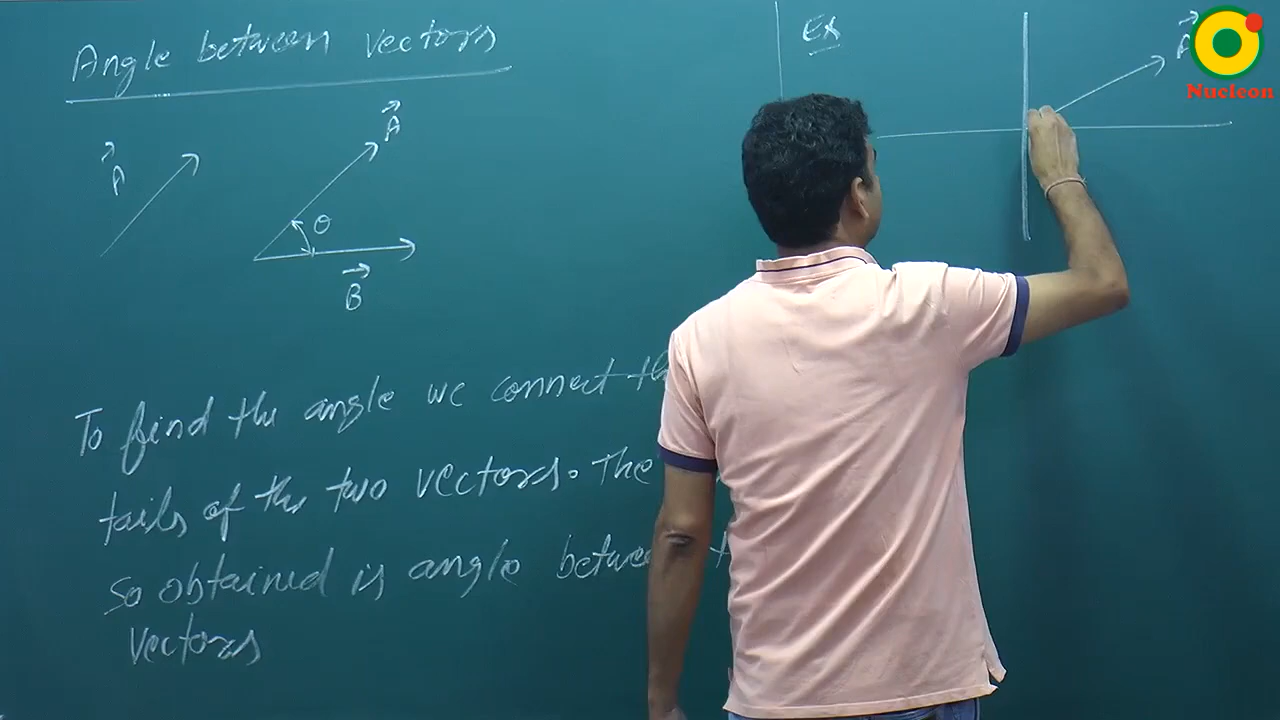 Angle between vectors
A
A
θ
B
To find the angle we connect
tails of the two vectors. The
so obtained is angle between
vectors
Ex
A
Nucleon